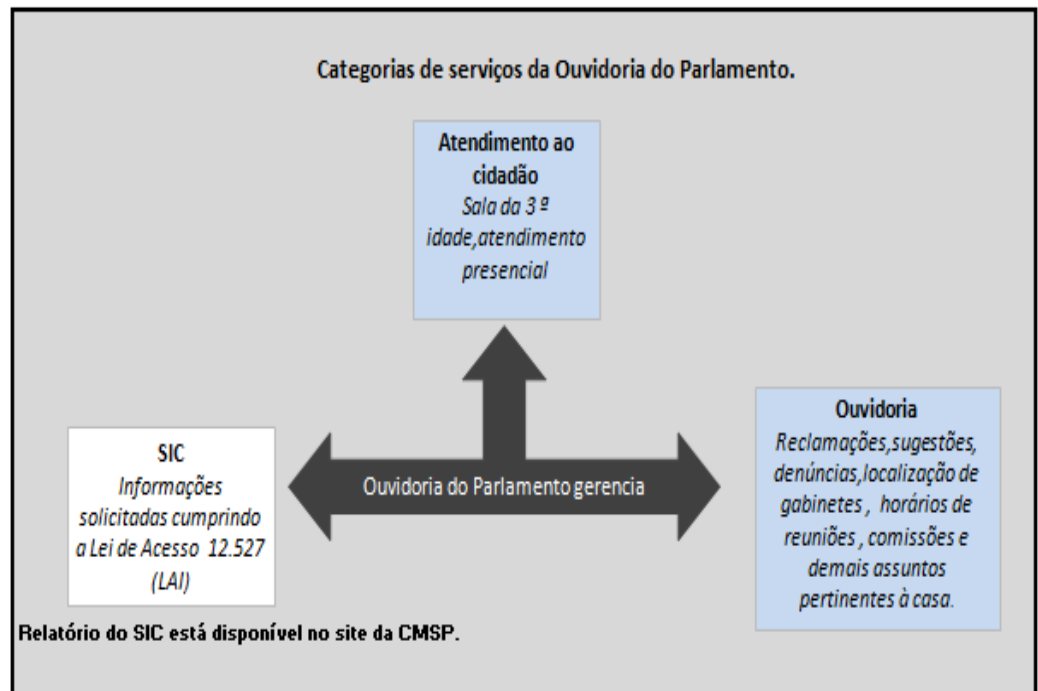 Categorias de serviços da Ouvidoria do Parlamento.
Atendimento ao
cidadão
Sala da 3 ª
idade,atendimento
presencial
SIC
Informações
solicitadas cumprindo
a Lei de Acesso 12.527
(LAI)
Ouvidoria do Parlamento gerencia
Ouvidoria
Reclamações,sugestões,
denúncias,localização de
gabinetes , horários de
reuniões , comissões e
demais assuntos
pertinentes à casa.
Relatório do SIC está disponível no site da CMSP.